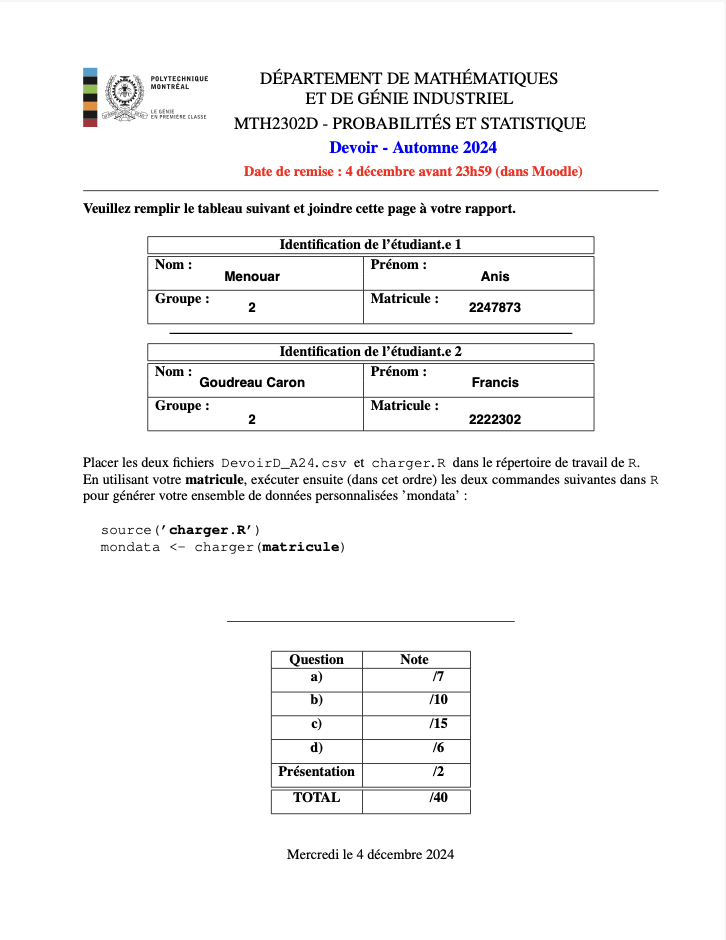 POLYTECHNIQUE
MONTRÉAL
LE GÉNIE
EN PREMIÈRE CLASSE
DÉPARTEMENT DE MATHÉMATIQUES
ET DE GÉNIE INDUSTRIEL
MTH2302D - PROBABILITÉS ET STATISTIQUE
Devoir - Automne 2024
Date de remise : 4 décembre avant 23h59 (dans Moodle)
Veuillez remplir le tableau suivant et joindre cette page à votre rapport.
Identification de l'étudiant.e 1
Nom : Menouar Prénom : Anis
Groupe : 2 Matricule : 2247873
Identification de l'étudiant.e 2
Nom : Goudreau Caron Prénom : Francis
Groupe : 2 Matricule : 2222302
Placer les deux fichiers DevoirD_A24.csv et charger.R dans le répertoire de travail de R.
En utilisant votre matricule, exécuter ensuite (dans cet ordre) les deux commandes suivantes dans R
pour générer votre ensemble de données personnalisées 'mondata' :
source('charger.R')
mondata <- charger(matricule)
Question Note
a) /7
b) /10
c) /15
d) /6
Présentation /2
TOTAL /40
Mercredi le 4 décembre 2024